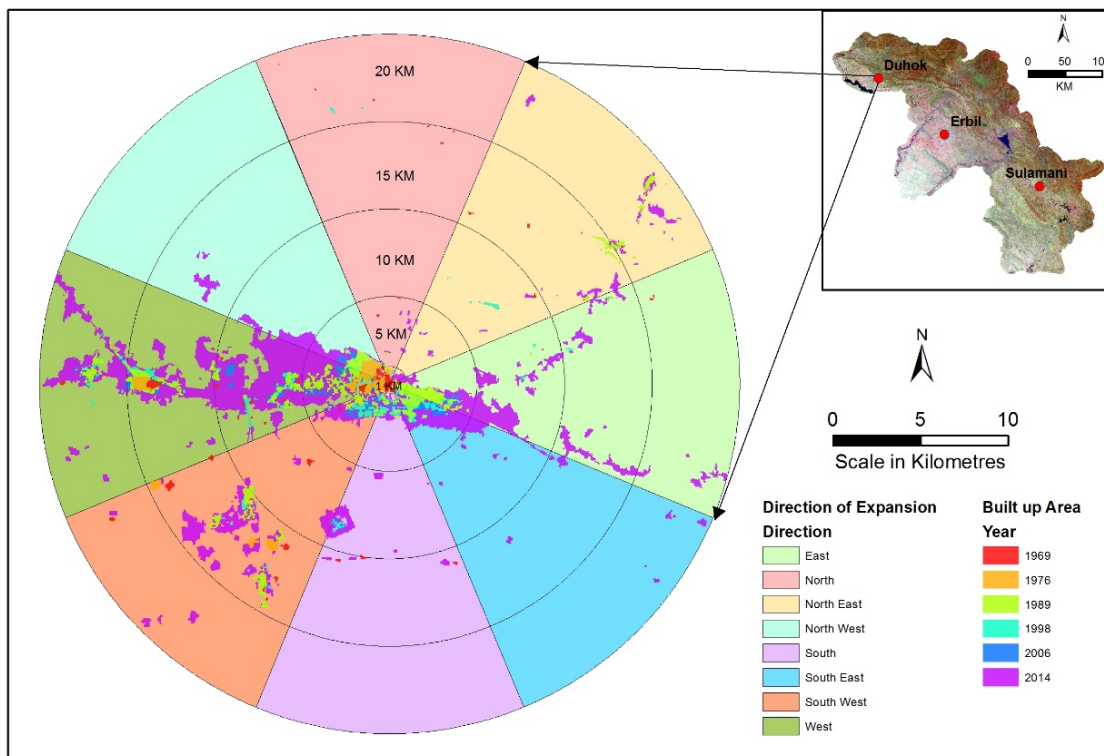 20 KM
15 KM
10 KM
5 KM
1 KM
N
0 50 10
KM
Duhok
Erbil
Sulamani
N
0 5 10
Scale in Kilometres
Direction of Expansion
Direction
East
North
North East
North West
South
South East
South West
West
Built up Area
Year
1969
1976
1989
1998
2006
2014